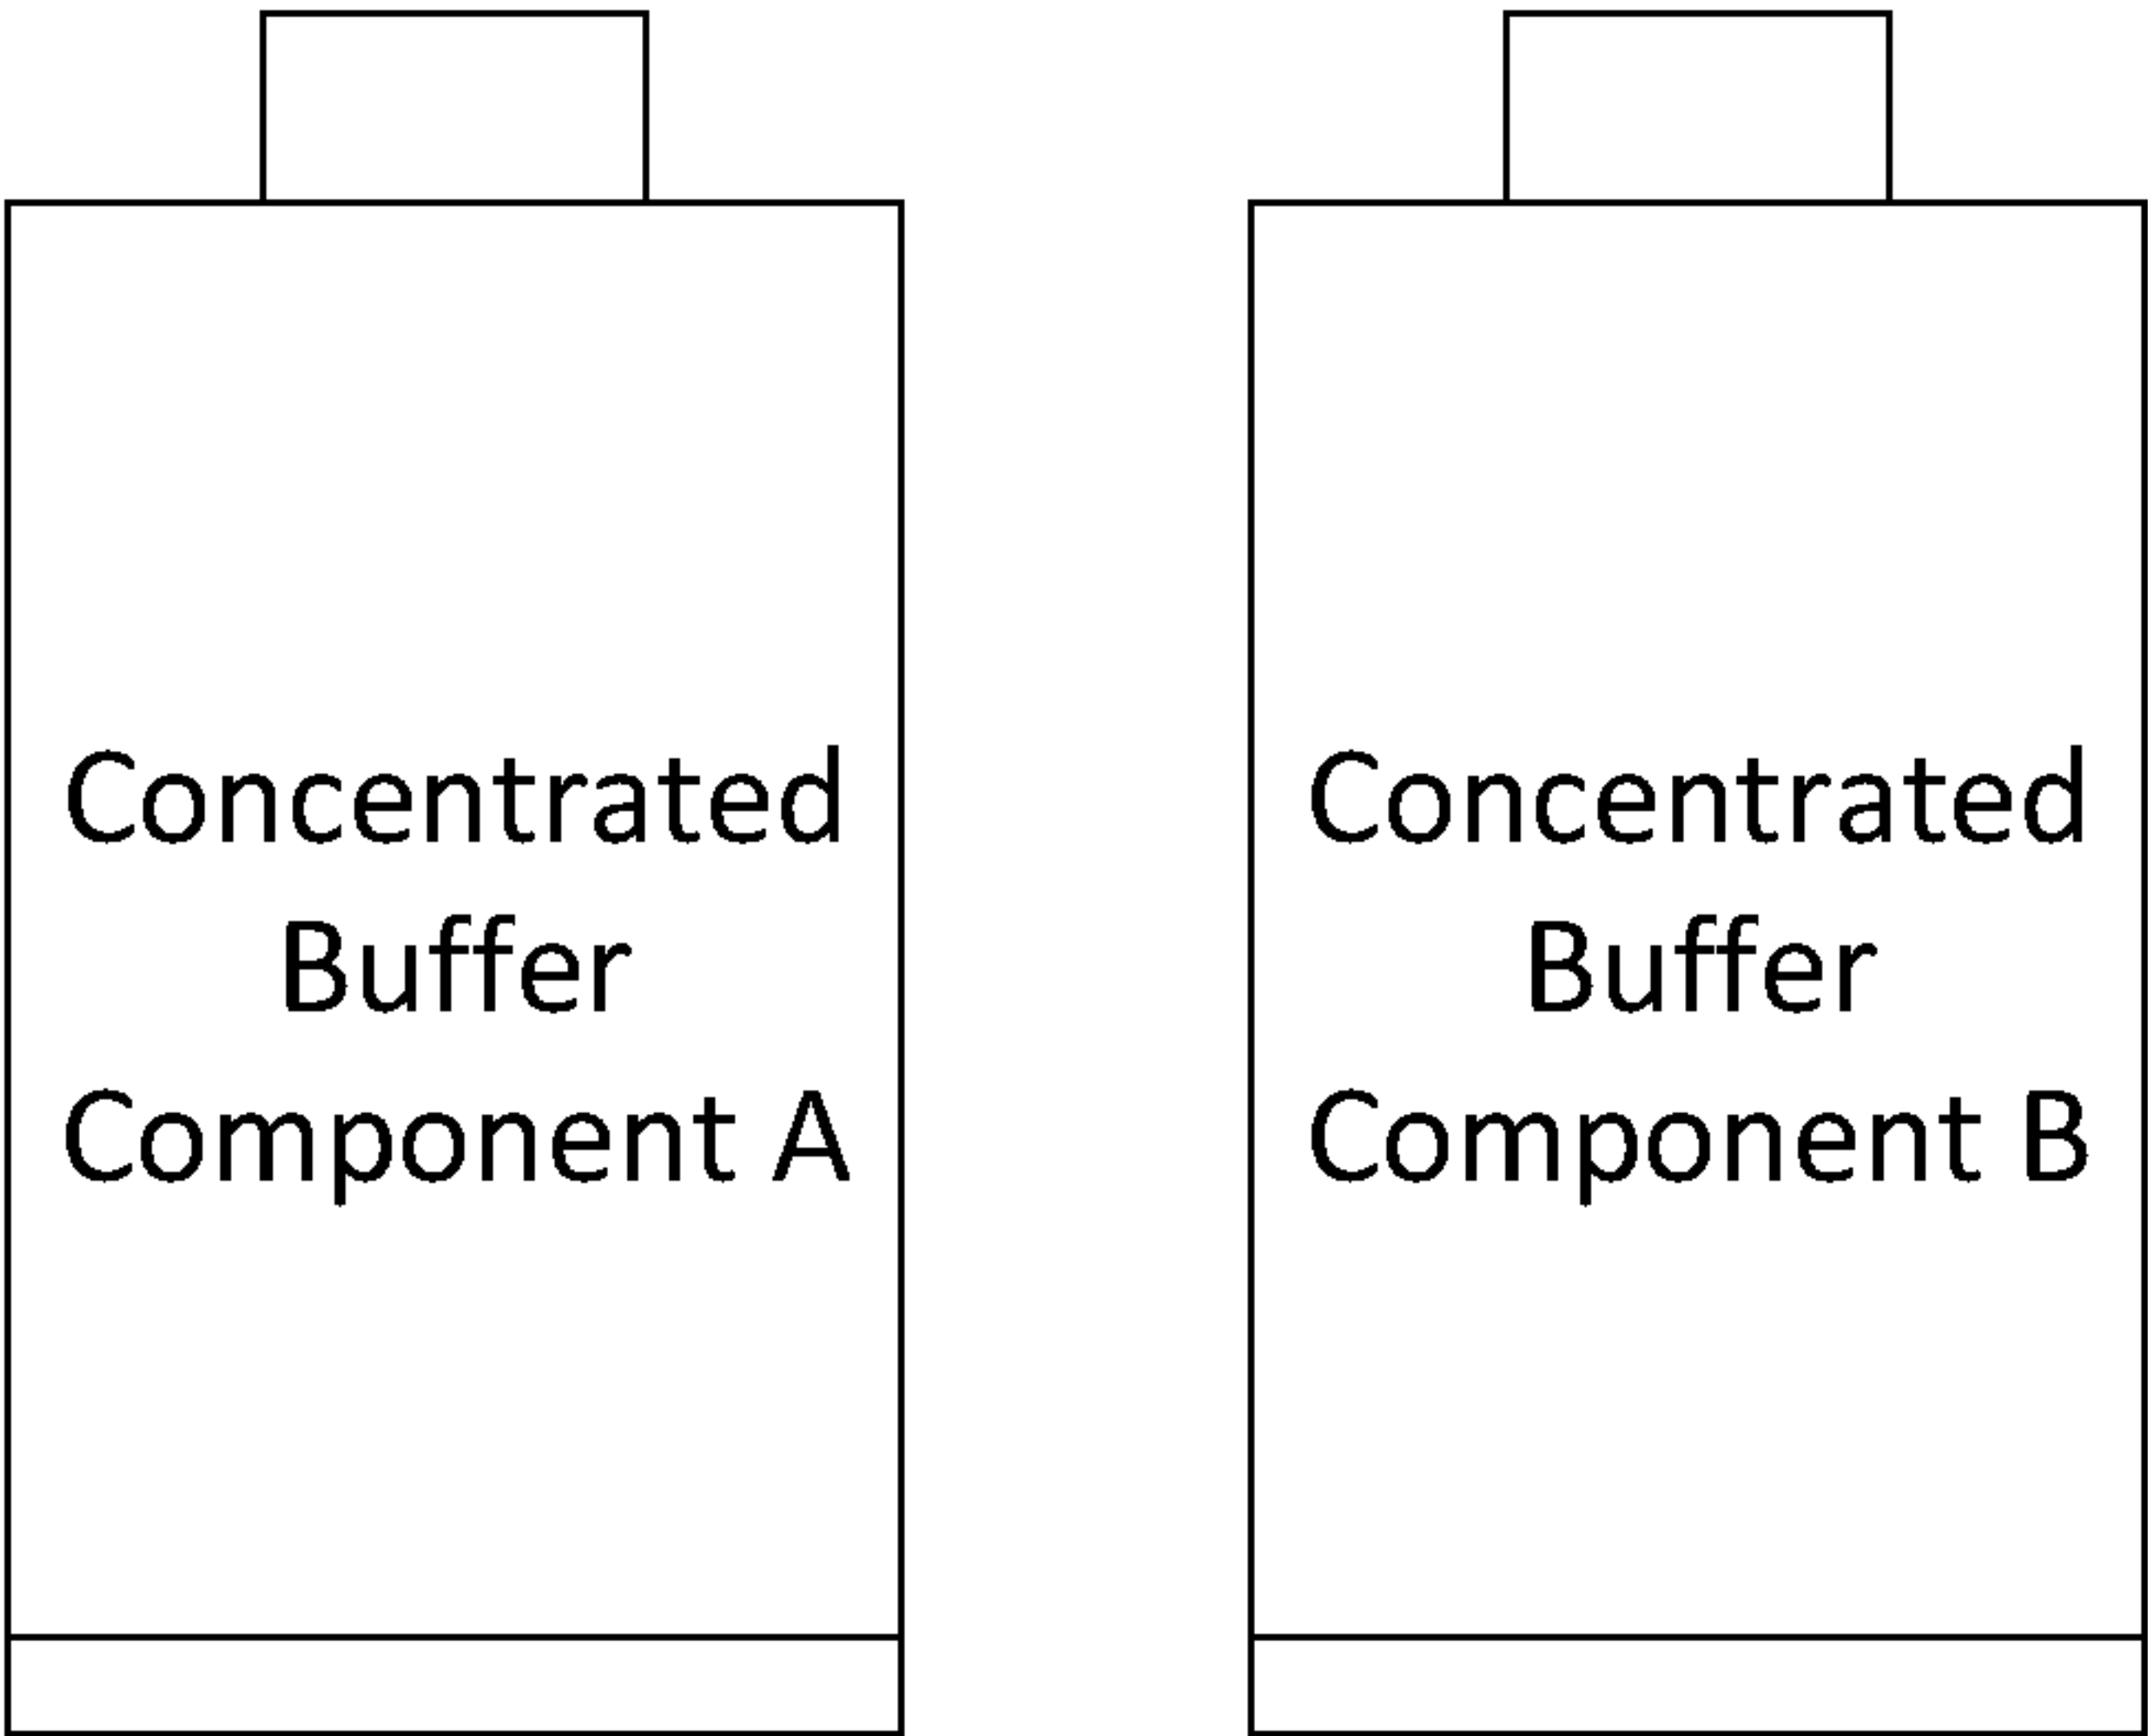 Concentrated
Buffer
Component A
Concentrated
Buffer
Component B